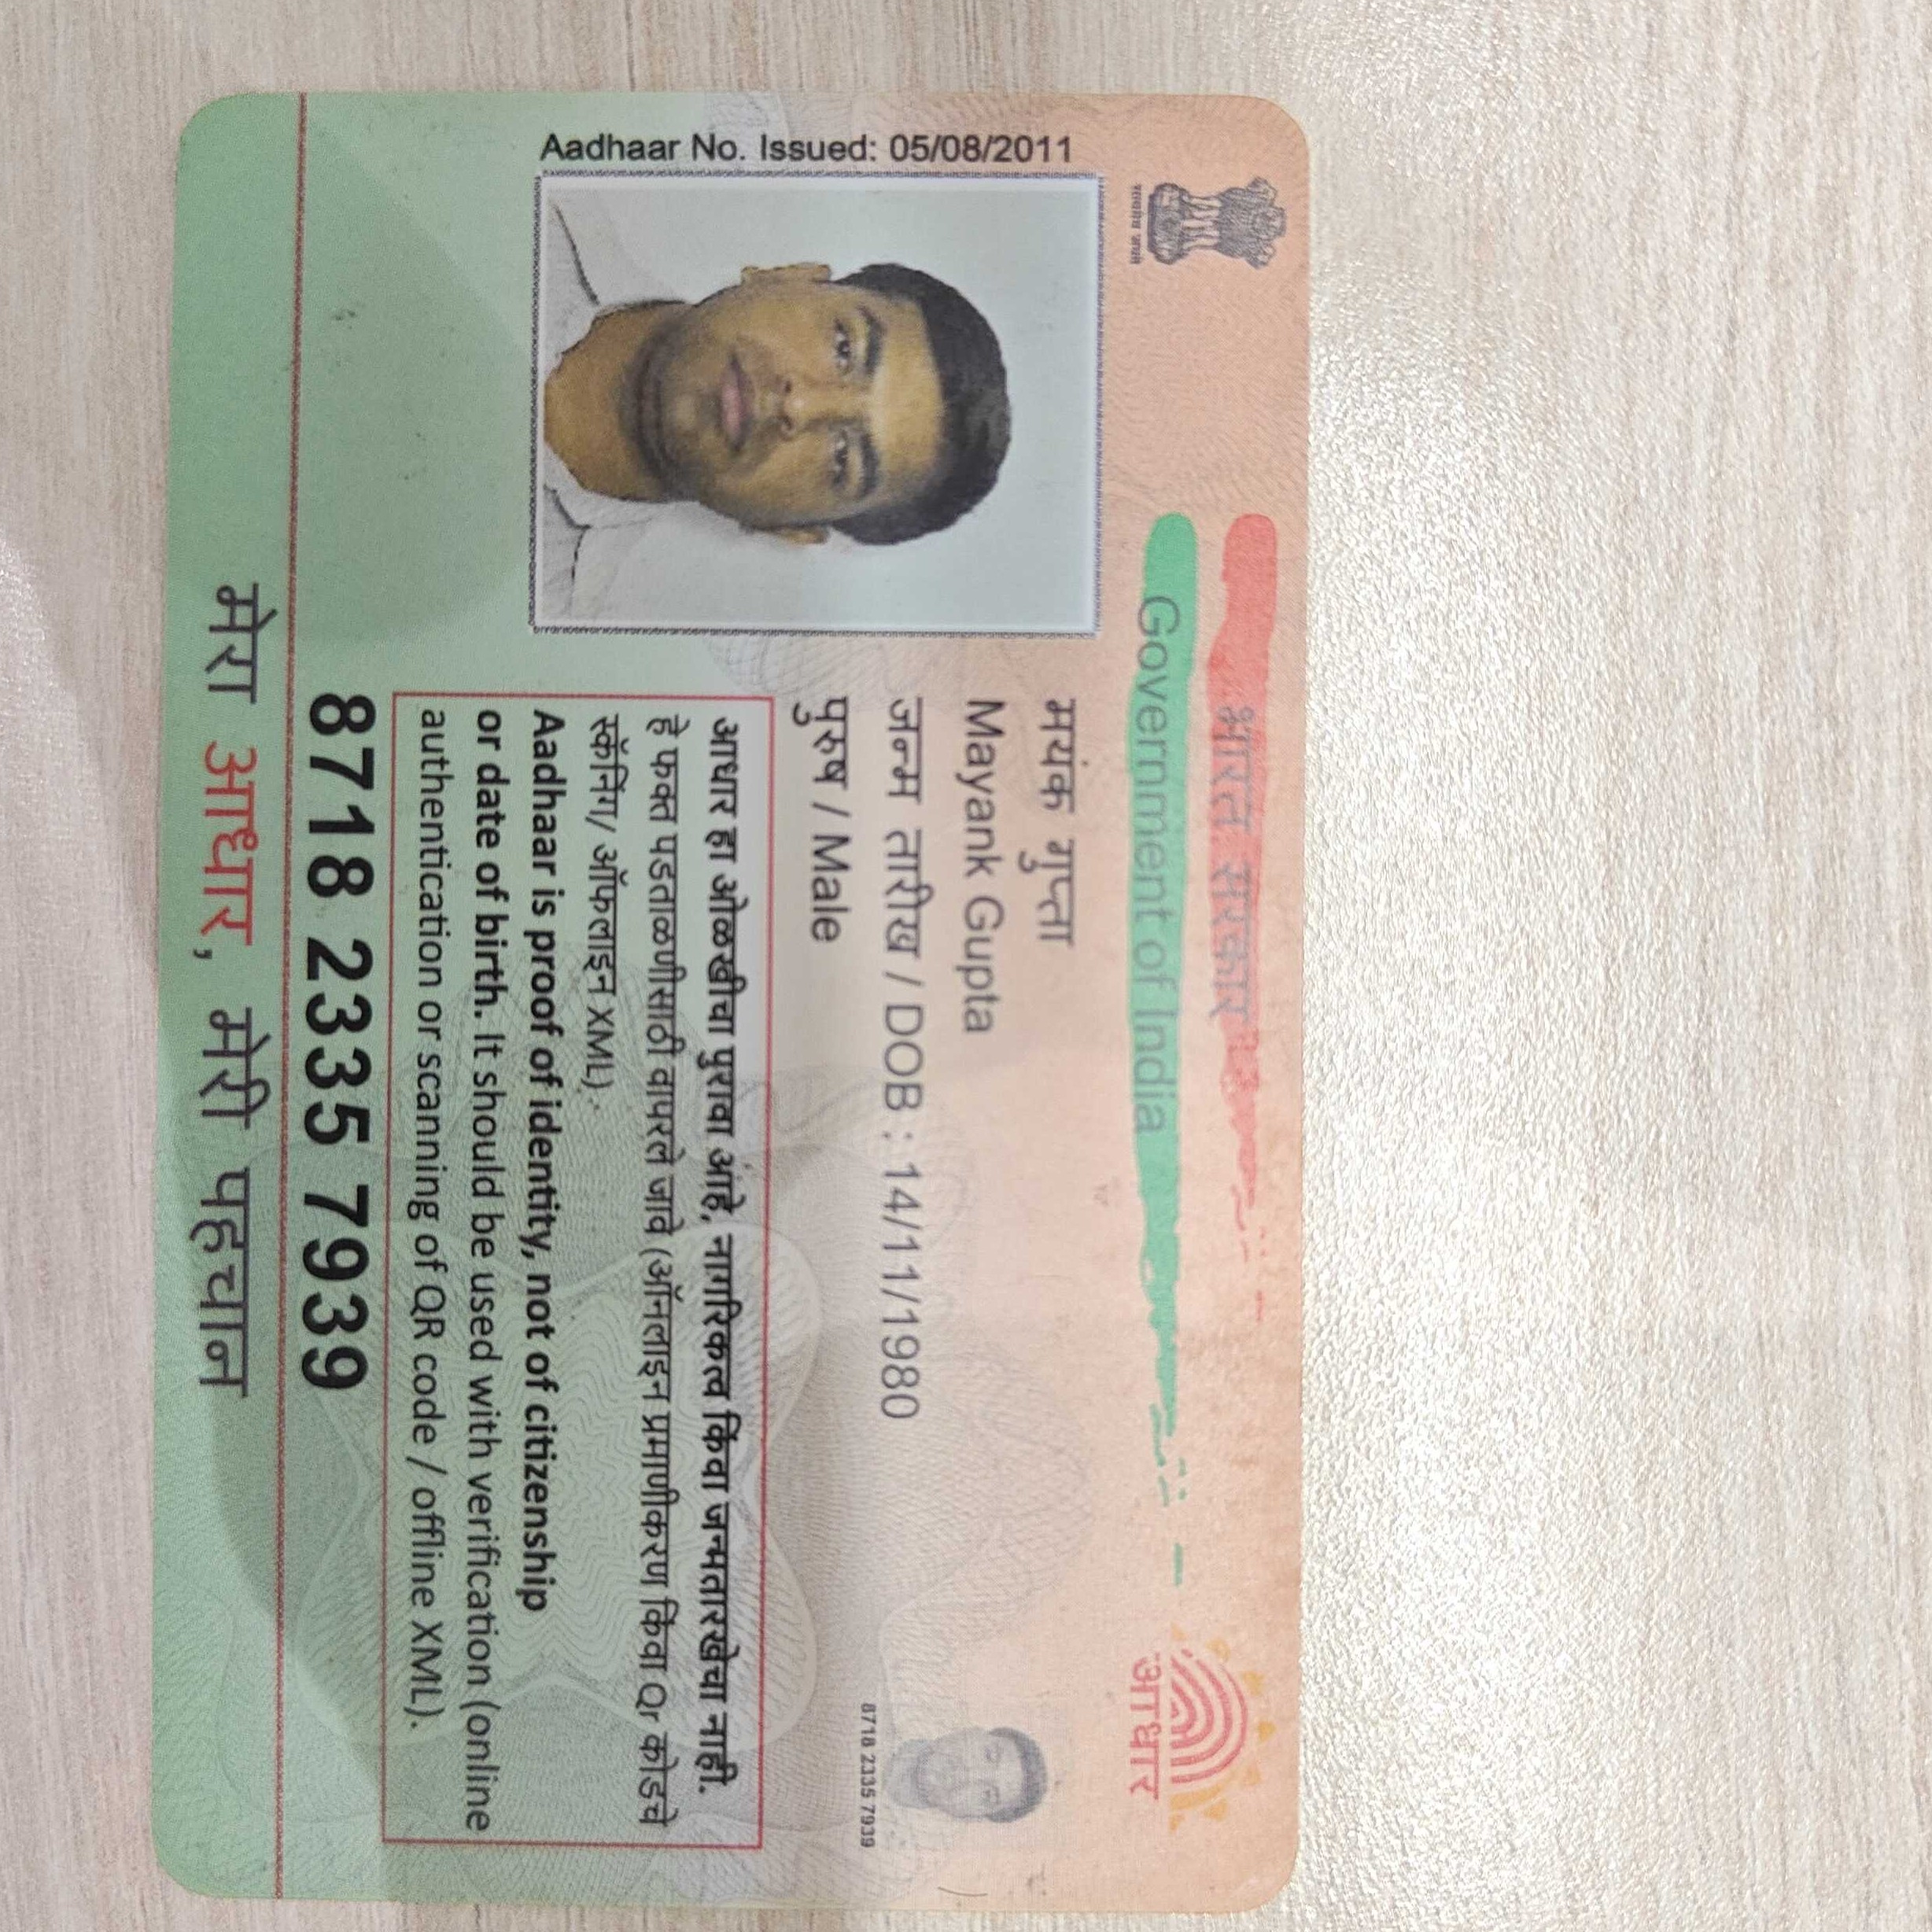 भारत सरकार
Government of India
सत्यमेव जयते
आधार
Aadhaar No. Issued: 05/08/2011
मयंक गुप्ता
Mayank Gupta
जन्म तारीख / DOB : 14/11/1980
पुरुष / Male
8718 2335 7939
आधार हा ओळखीचा पुरावा आहे, नागरिकत्व किंवा जन्मतारखेचा नाही.
हे फक्त पडताळणीसाठी वापरले जावे (ऑनलाइन प्रमाणीकरण किंवा Qr कोडचे
स्कॅनिंग/ ऑफलाइन XML).
Aadhaar is proof of identity, not of citizenship
or date of birth. It should be used with verification (online
authentication or scanning of QR code / offline XML).
8718 2335 7939
मेरा आधार, मेरी पहचान